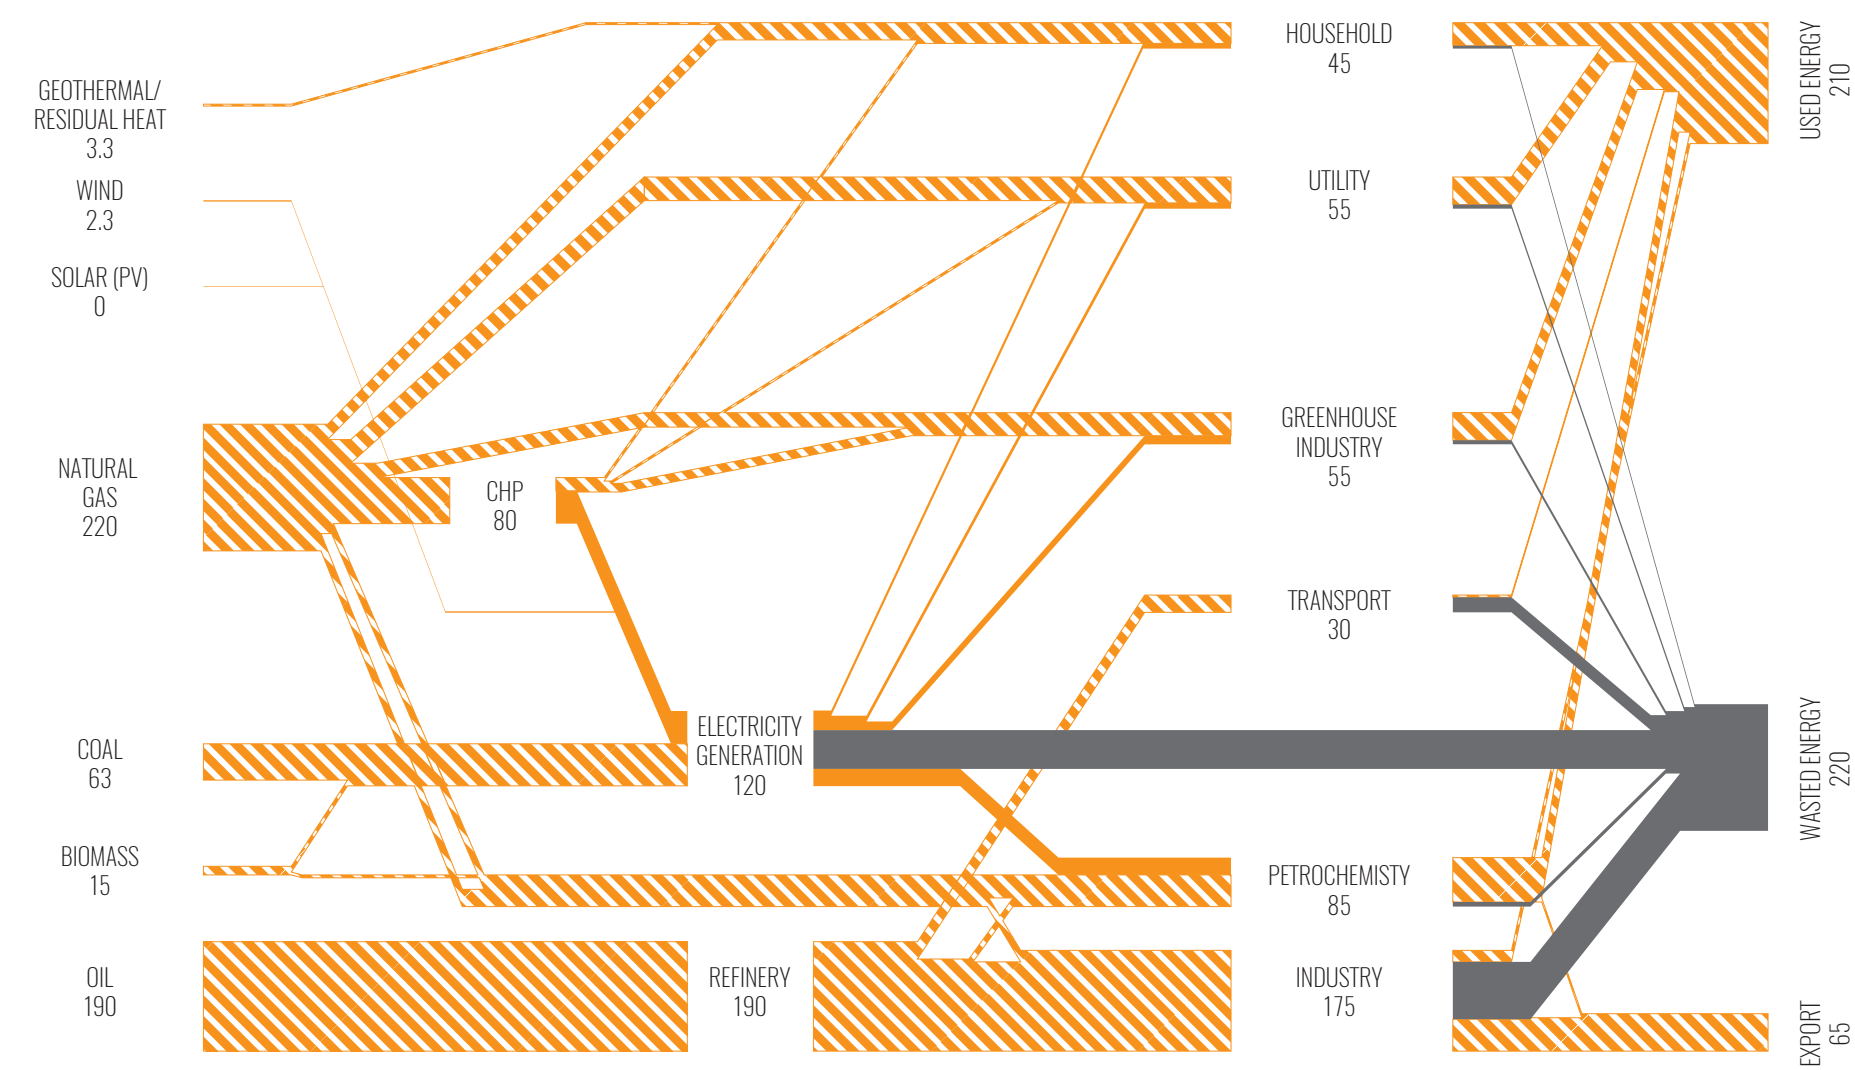 GEOTHERMAL/
RESIDUAL HEAT
3.3
WIND
2.3
SOLAR (PV)
0
NATURAL
GAS
220
COAL
63
BIOMASS
15
OIL
190
CHP
80
ELECTRICITY
GENERATION
120
REFINERY
190
HOUSEHOLD
45
UTILITY
55
GREENHOUSE
INDUSTRY
55
TRANSPORT
30
PETROCHEMISTY
85
INDUSTRY
175
USED ENERGY
210
WASTED ENERGY
220
EXPORT
65